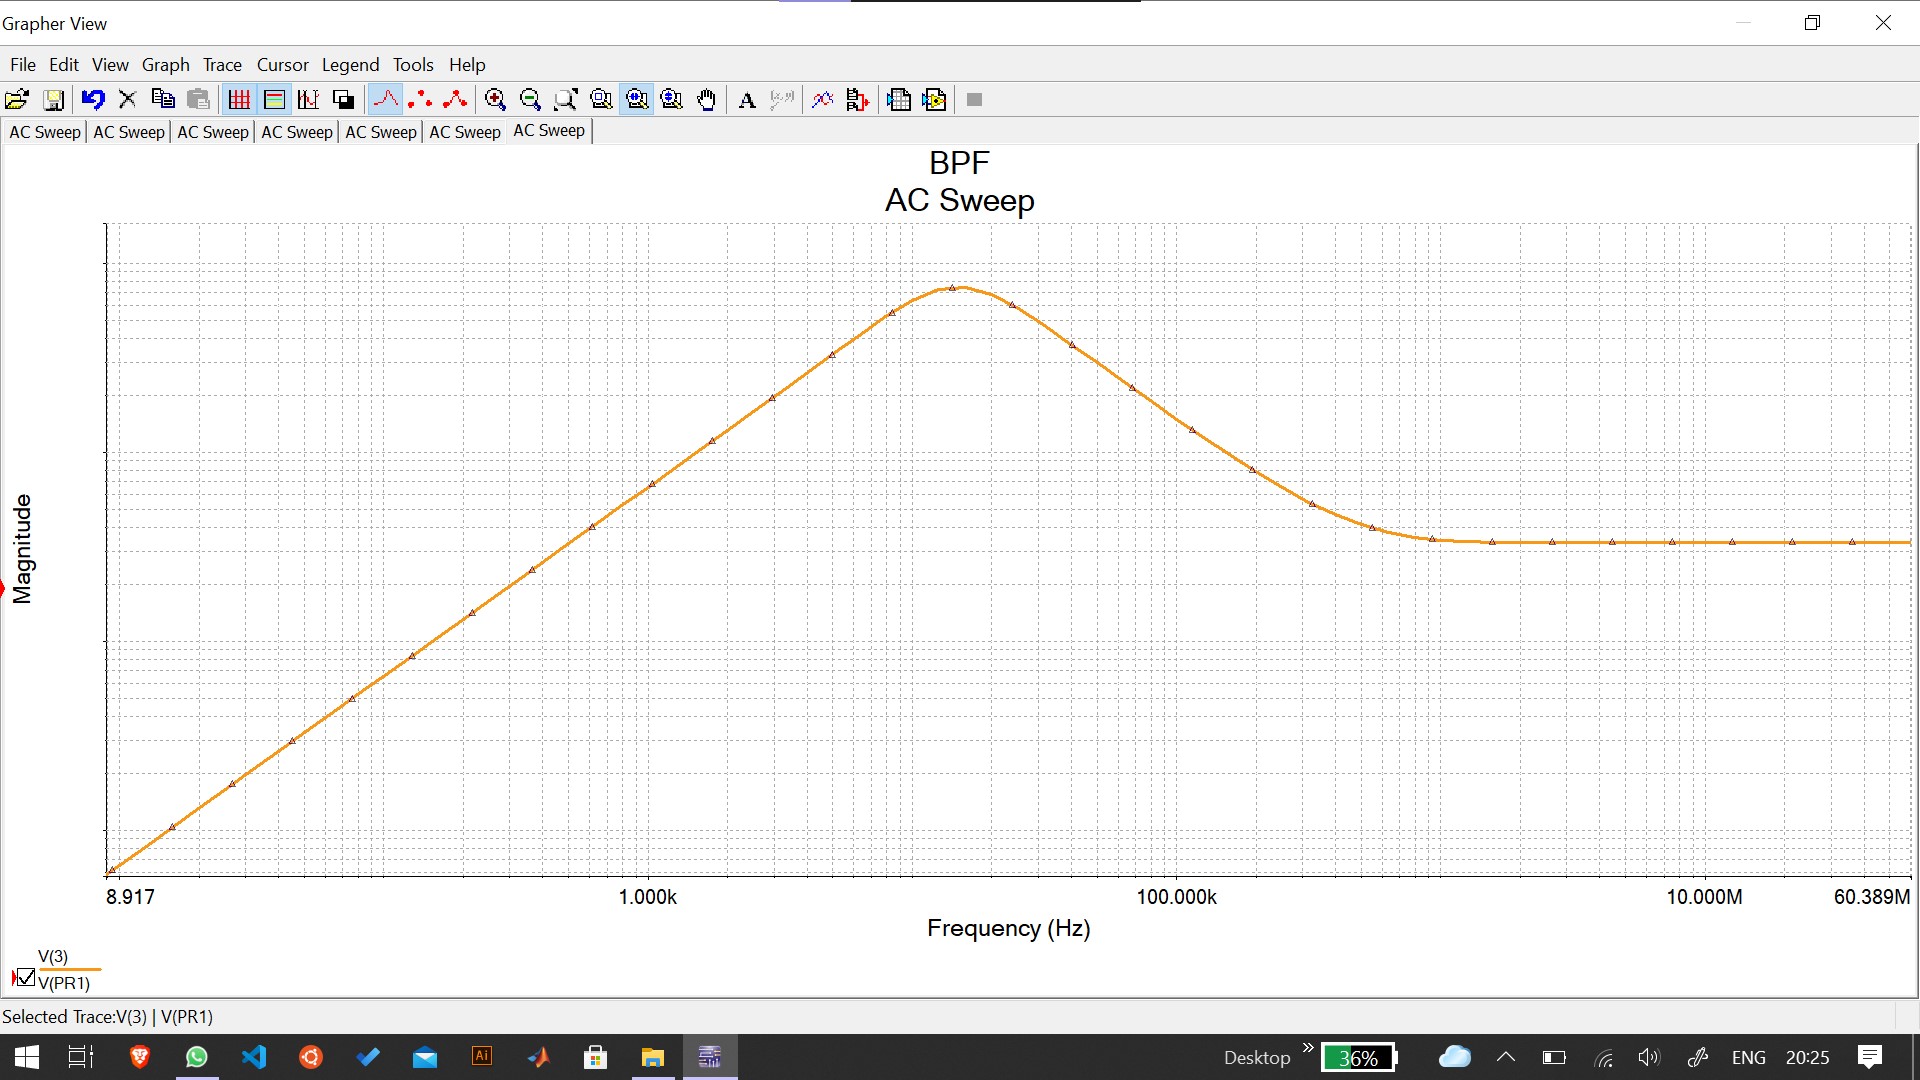 Grapher View
File Edit View Graph Trace Cursor Legend Tools Help
A
AC Sweep AC Sweep AC Sweep AC Sweep AC Sweep AC Sweep AC Sweep
BPF
AC Sweep
Magnitude
8.917 1.000k 100.000k 10.000M 60.389M
Frequency (Hz)
V(3)
V(PR1)
Selected Trace:V(3) | V(PR1)
Ai
Desktop » 36% ENG 20:25